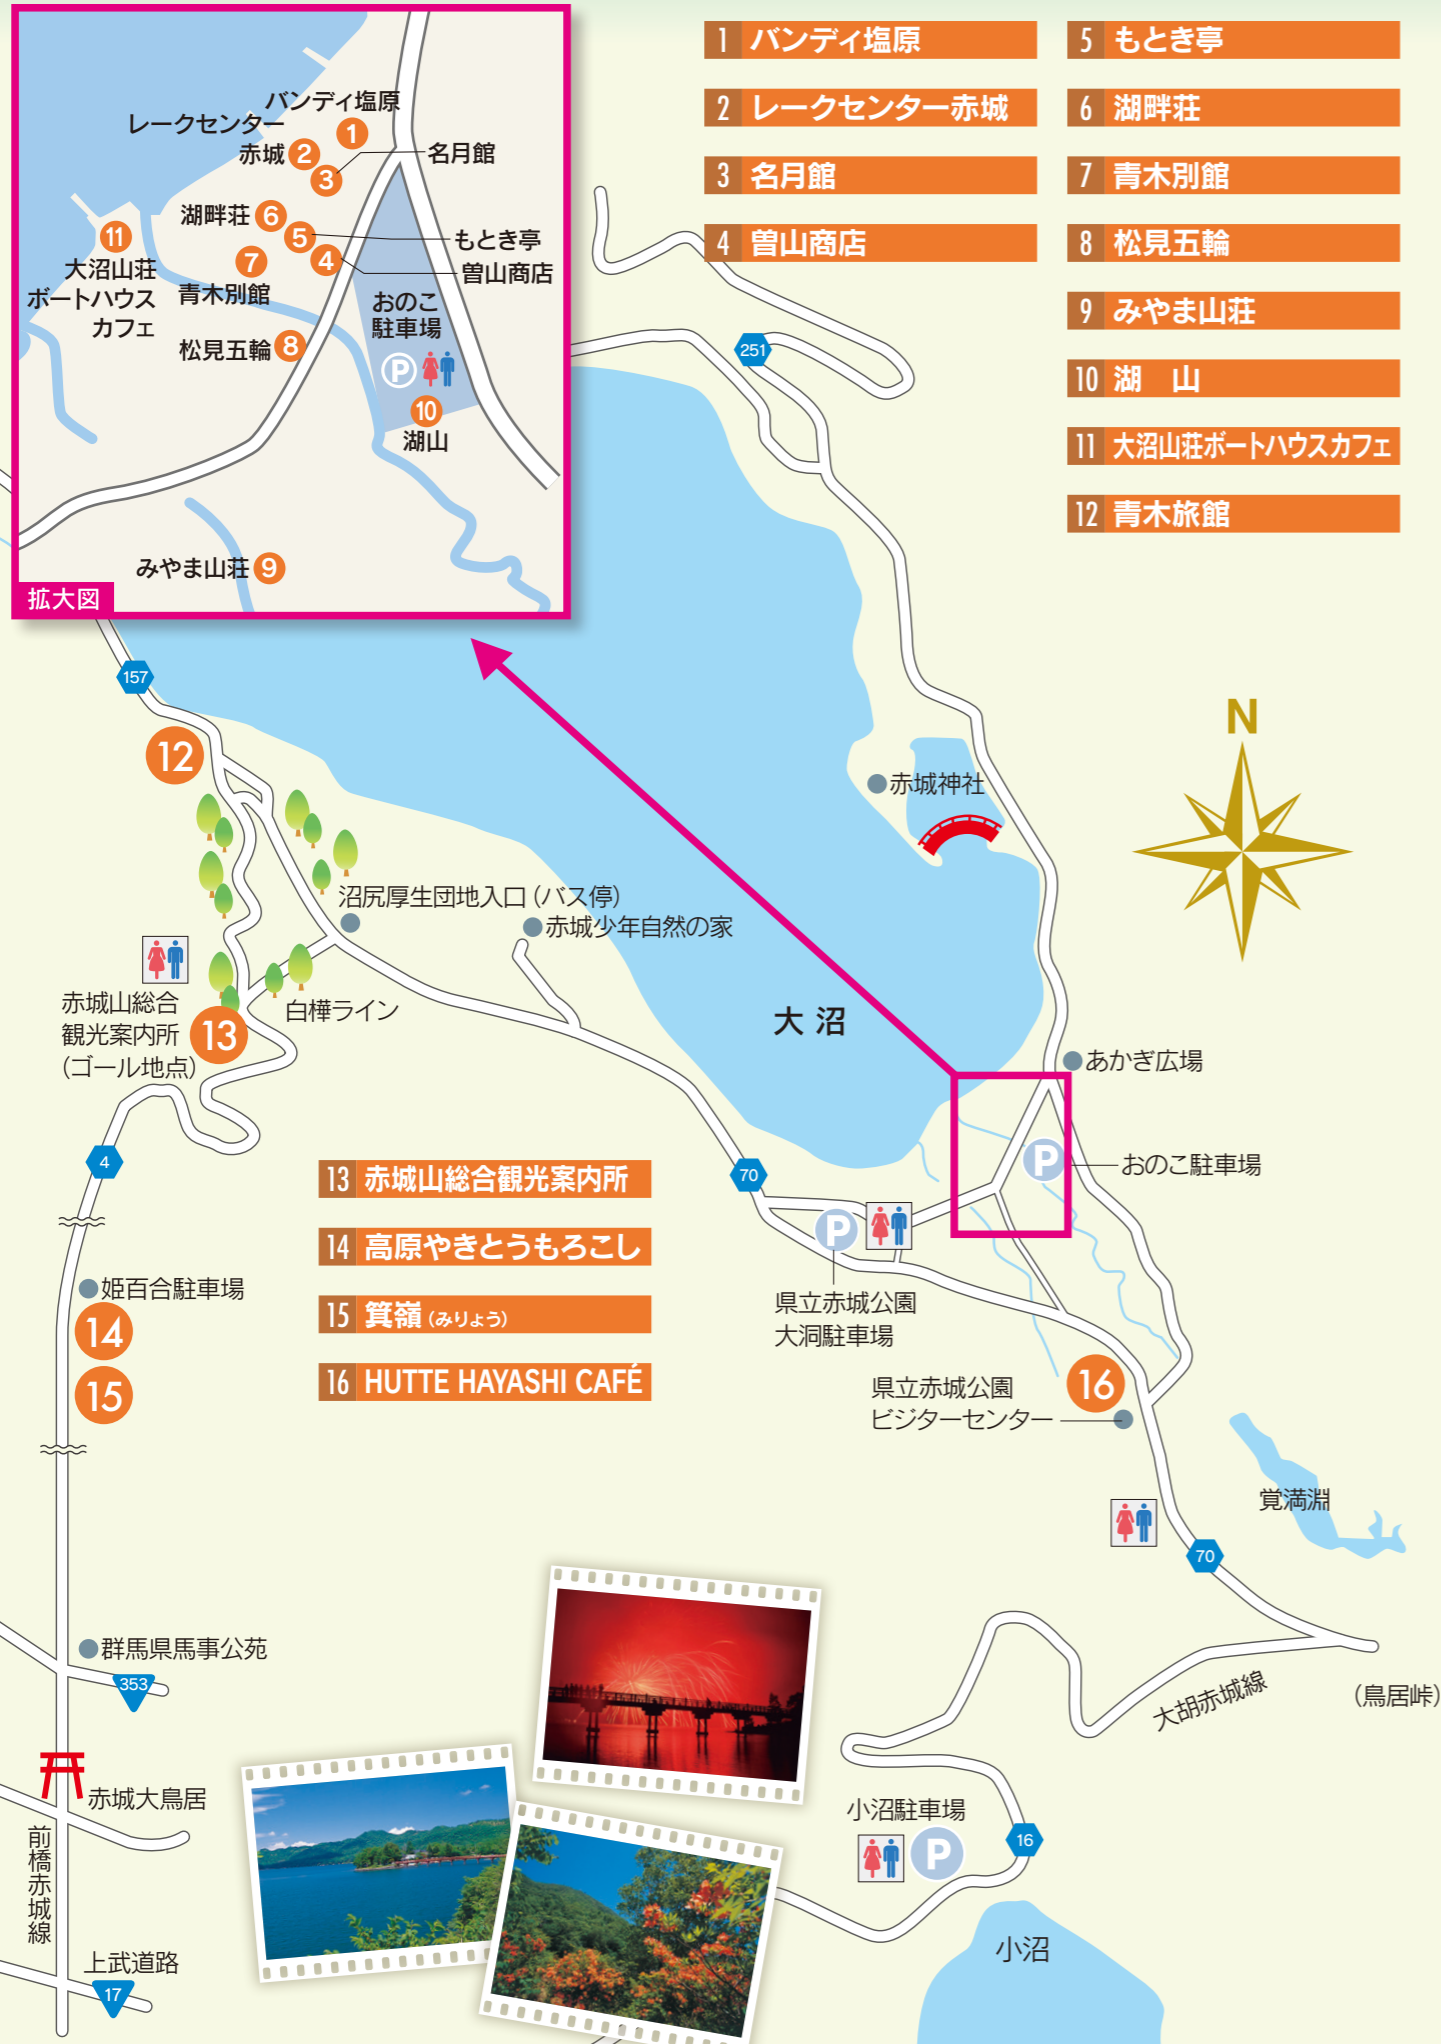 バンディ塩原
1
レークセンター
赤城 2
3
名月館
湖畔荘 6
5
もとき亭
4
曽山商店
11
大沼山荘
ボートハウス
カフェ
7
青木別館
おのこ
駐車場
P
松見五輪 8
10
湖山
みやま山荘 9
拡大図
1 バンディ塩原
2 レークセンター赤城
3 名月館
4 曽山商店
5 もとき亭
6 湖畔荘
7 青木別館
8 松見五輪
9 みやま山荘
10 湖　山
11 大沼山荘ボートハウスカフェ
12 青木旅館
251
157
12
N
赤城神社
沼尻厚生団地入口（バス停）
赤城少年自然の家
赤城山総合
観光案内所
（ゴール地点）
13
白樺ライン
大 沼
あかぎ広場
4
70
P
おのこ駐車場
P
県立赤城公園
大洞駐車場
13 赤城山総合観光案内所
14 高原やきとうもろこし
15 箕嶺（みりょう）
16 HUTTE HAYASHI CAFÉ
姫百合駐車場
14
15
県立赤城公園
ビジターセンター
16
覚満淵
70
群馬県馬事公苑
353
大胡赤城線
（鳥居峠）
赤城大鳥居
前橋赤城線
小沼駐車場
P
16
小沼
上武道路
17